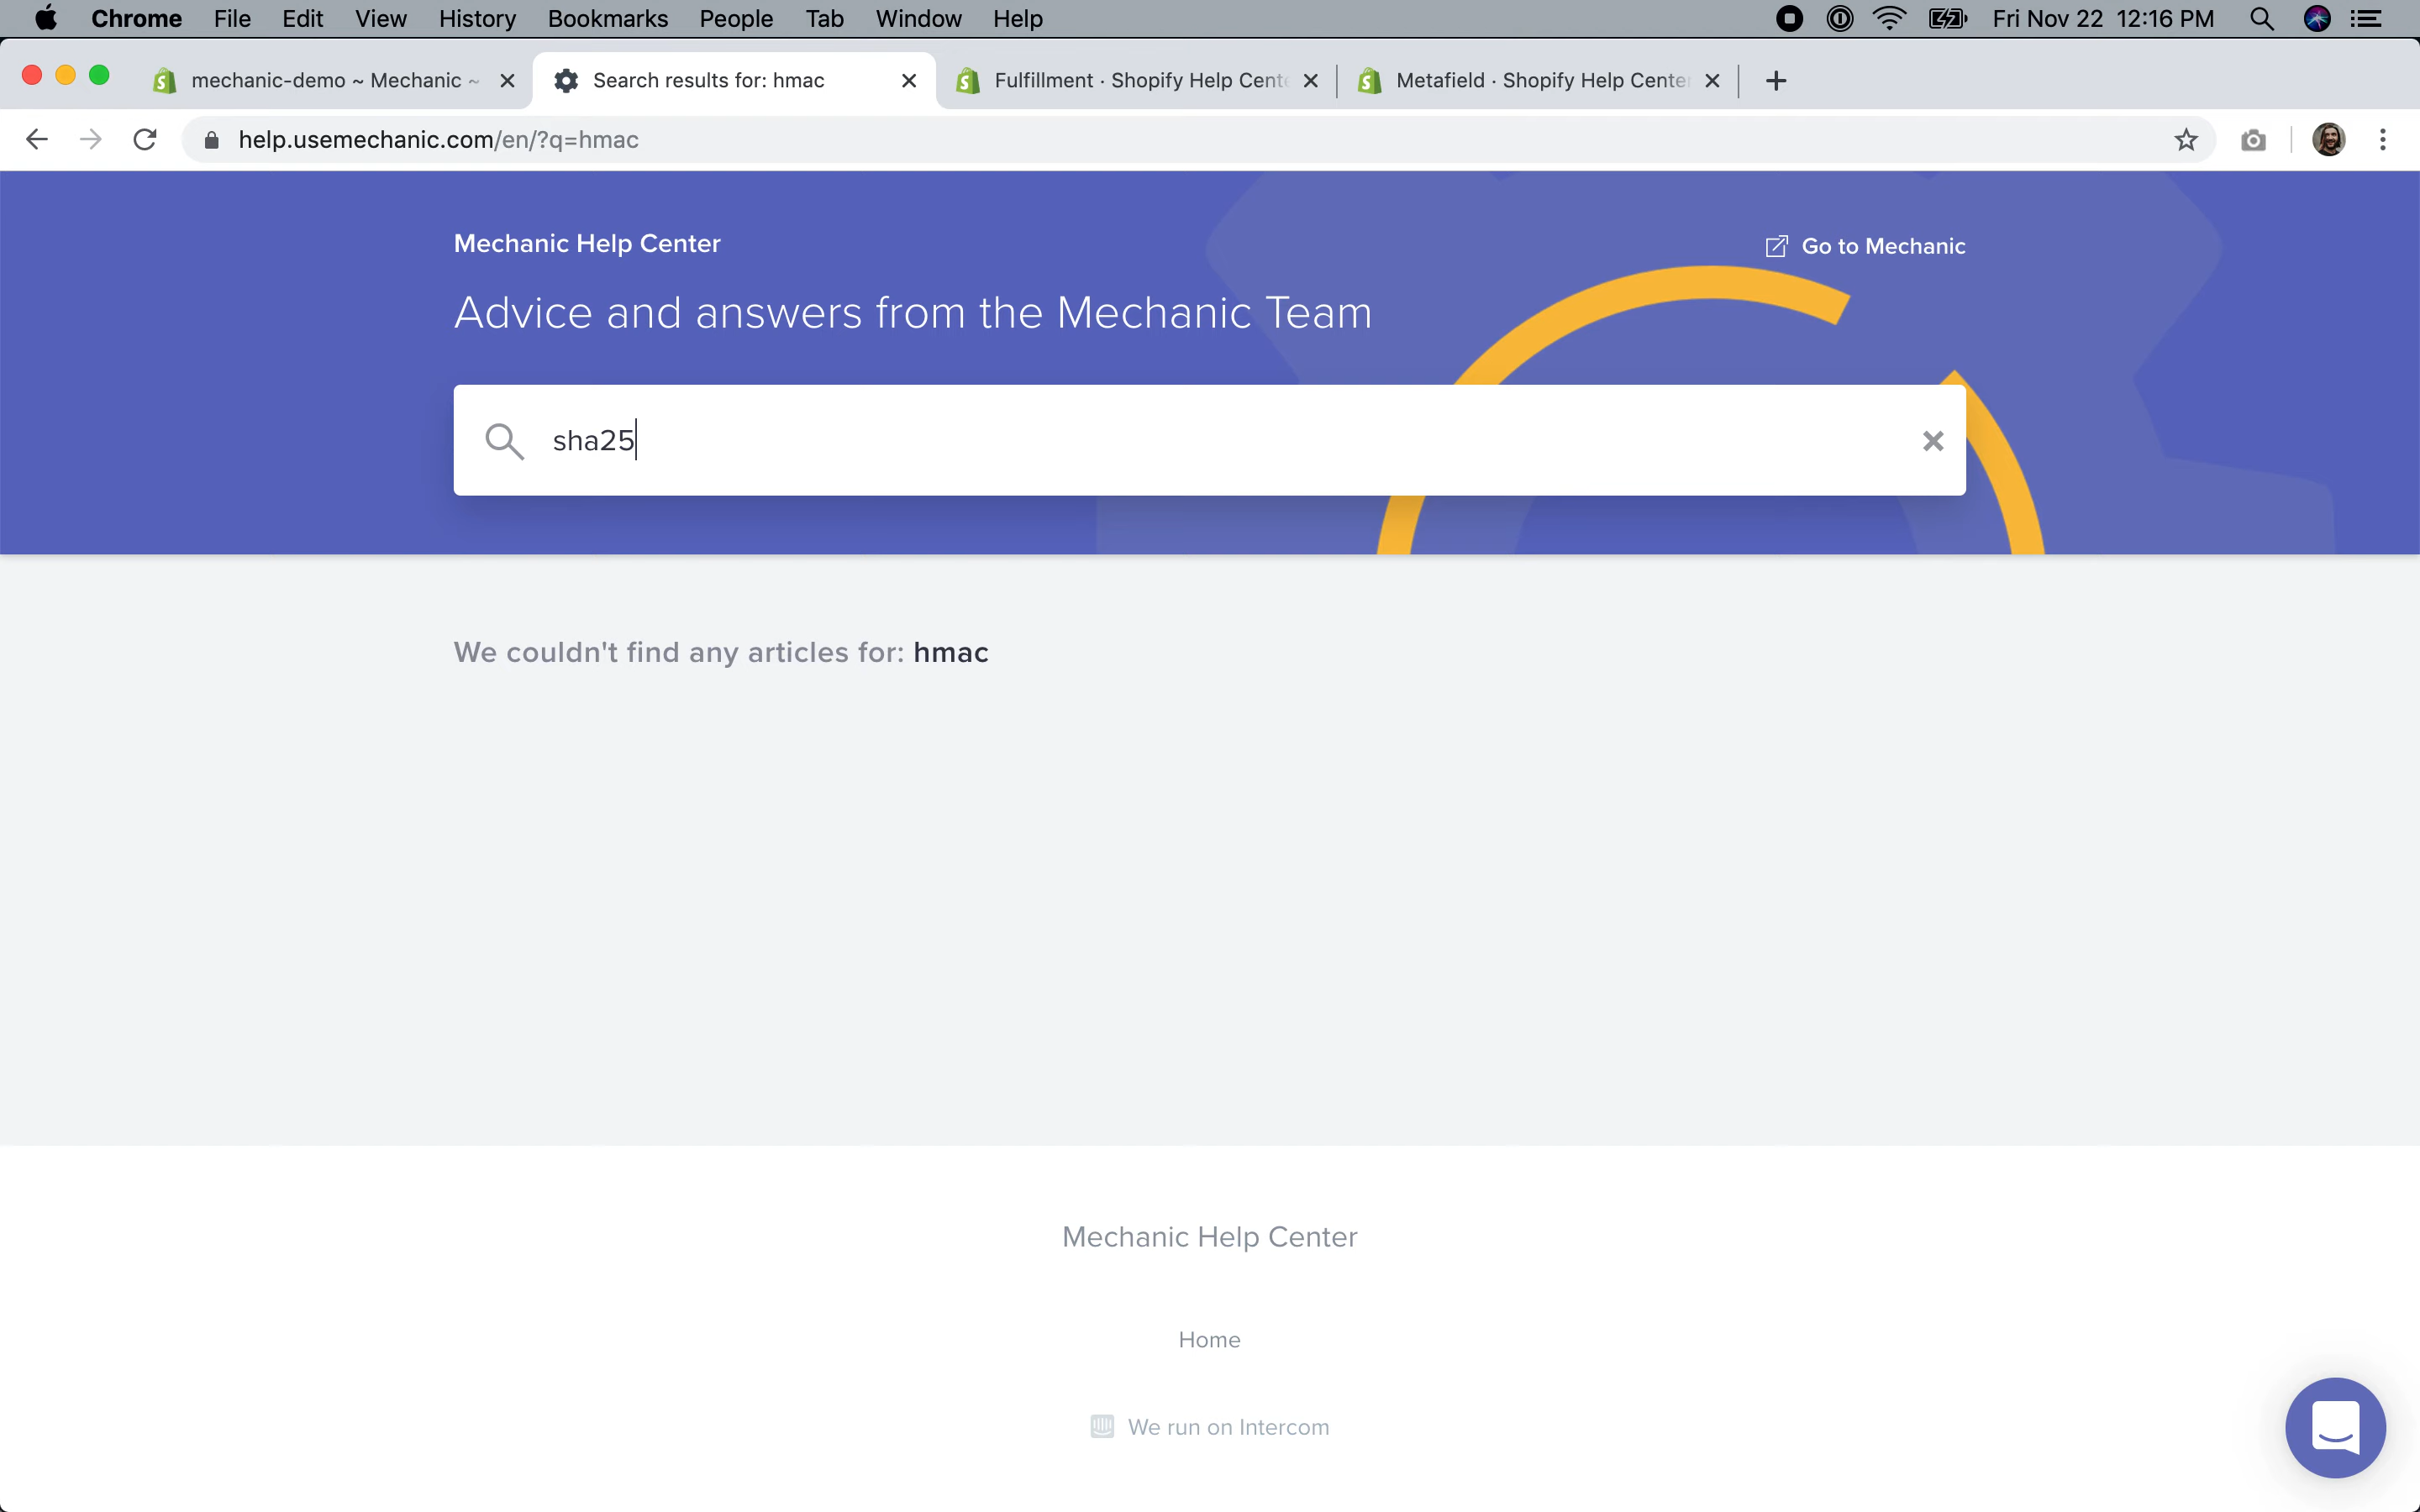 Chrome File Edit View History Bookmarks People Tab Window Help Fri Nov 22 12:16 PM
mechanic-demo ~ Mechanic ~ Search results for: hmac Fulfillment · Shopify Help Cente Metafield · Shopify Help Center
help.usemechanic.com/en/?q=hmac
Mechanic Help Center
Go to Mechanic
Advice and answers from the Mechanic Team
sha25
We couldn't find any articles for: hmac
Mechanic Help Center
Home
We run on Intercom